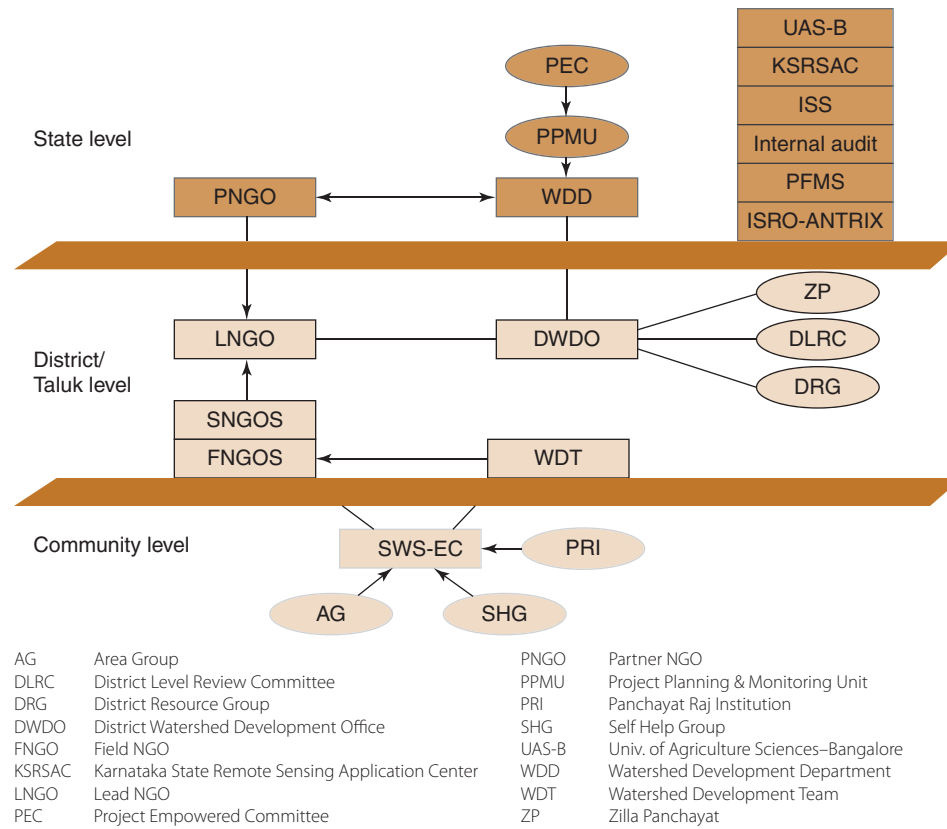 UAS-B
KSRSAC
ISS
Internal audit
PFMS
ISRO-ANTRIX
PEC
State level
PPMU
PNGO
WDD
ZP
LNGO
DWDO
DLRC
DRG
District/
Taluk level
SNGOS
FNGOS
WDT
Community level
SWS-EC
PRI
AG
SHG
AG Area Group
DLRC District Level Review Committee
DRG District Resource Group
DWDO District Watershed Development Office
FNGO Field NGO
KSRSAC Karnataka State Remote Sensing Application Center
LNGO Lead NGO
PEC Project Empowered Committee
PNGO Partner NGO
PPMU Project Planning & Monitoring Unit
PRI Panchayat Raj Institution
SHG Self Help Group
UAS-B Univ. of Agriculture Sciences–Bangalore
WDD Watershed Development Department
WDT Watershed Development Team
ZP Zilla Panchayat